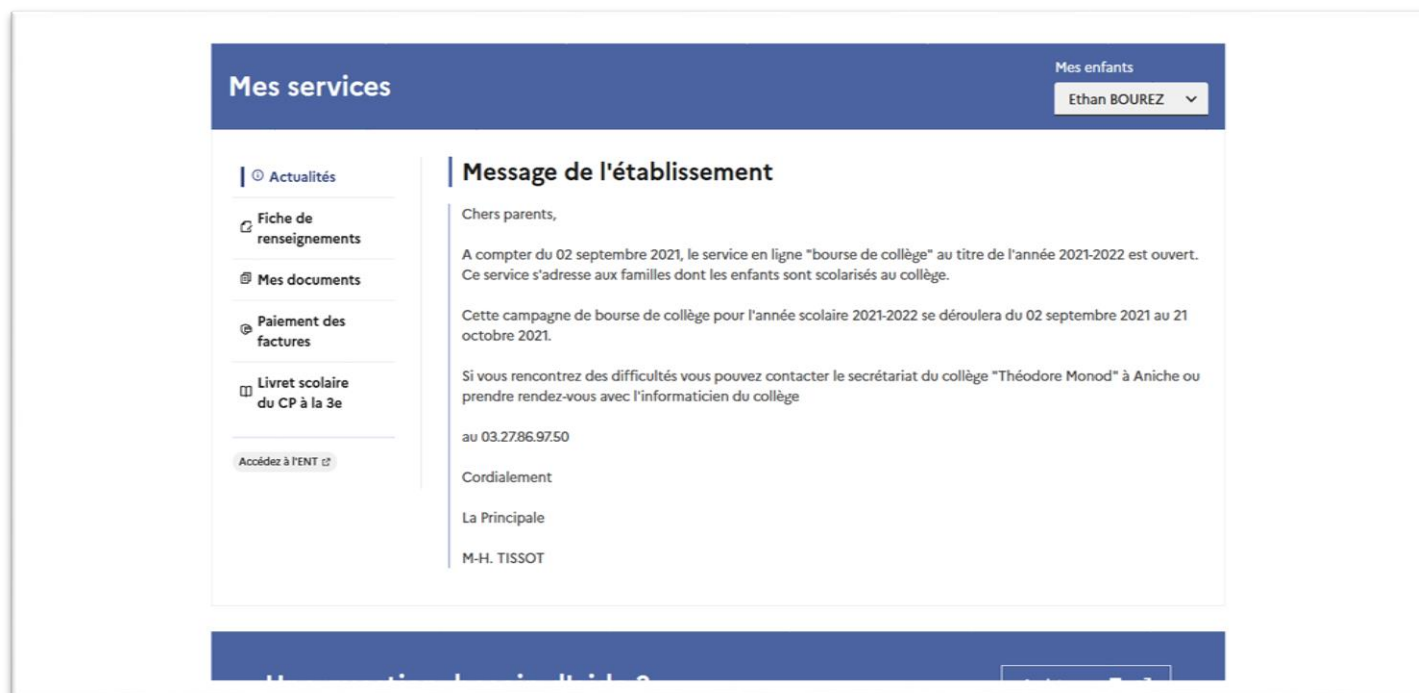 Mes services
Mes enfants
Ethan BOUREZ
Actualités
Fiche de
renseignements
Mes documents
Paiement des
factures
Livret scolaire
du CP à la 3e
Accédez à l'ENT
Message de l'établissement
Chers parents,
A compter du 02 septembre 2021, le service en ligne "bourse de collège" au titre de l'année 2021-2022 est ouvert.
Ce service s'adresse aux familles dont les enfants sont scolarisés au collège.
Cette campagne de bourse de collège pour l'année scolaire 2021-2022 se déroulera du 02 septembre 2021 au 21
octobre 2021.
Si vous rencontrez des difficultés vous pouvez contacter le secrétariat du collège "Théodore Monod" à Aniche ou
prendre rendez-vous avec l'informaticien du collège
au 03.27.86.97.50
Cordialement
La Principale
M-H. TISSOT